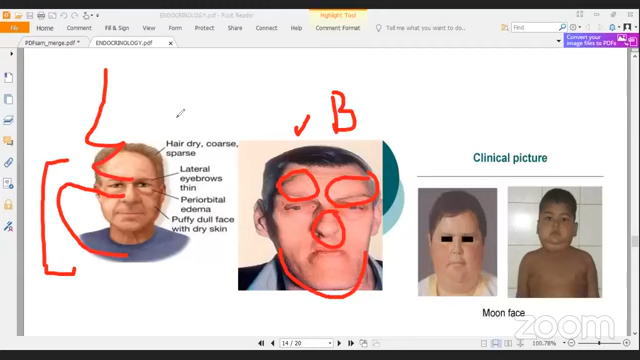 ENDOCRINOLOGY.pdf - Foxit Reader
Highlight Tool
File
Home
Comment
View
Form
Protect
Share
Help
Extras
Fill & Sign
Comment Format
Tell me what you want to do...
Find
PDFsam_merge.pdf *
ENDOCRINOLOGY.pdf
Convert your
image files to PDFs
B
Hair dry, coarse,
sparse
Lateral
eyebrows
thin
Periorbital
edema
Puffy dull face
with dry skin
Clinical picture
Moon face
zoom
14 / 20
100.78%